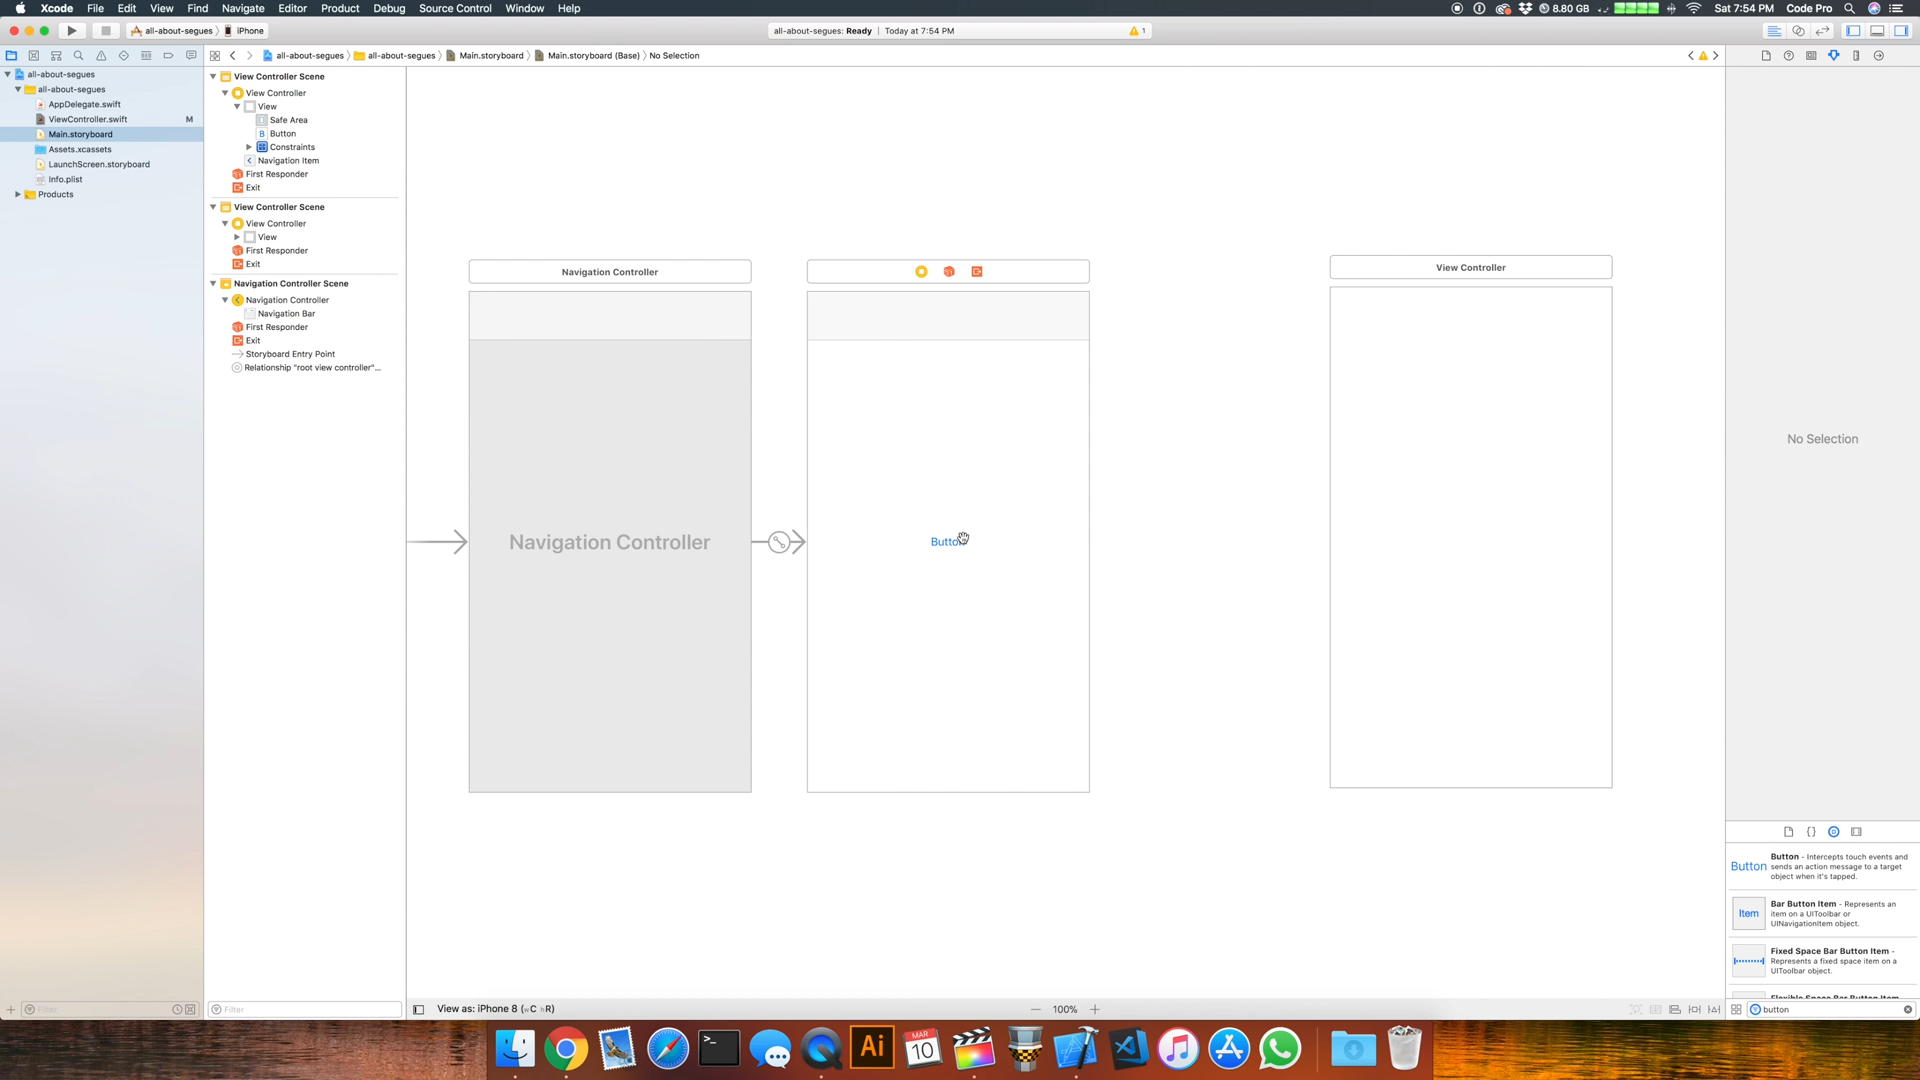 Xcode File Edit View Find Navigate Editor Product Debug Source Control Window Help
8.80 GB Sat 7:54 PM Code Pro
all-about-segues iPhone
all-about-segues: Ready Today at 7:54 PM
1
all-about-segues all-about-segues Main.storyboard Main.storyboard (Base) No Selection
all-about-segues
all-about-segues
AppDelegate.swift
ViewController.swift M
Main.storyboard
Assets.xcassets
LaunchScreen.storyboard
Info.plist
Products
View Controller Scene
View Controller
View
Safe Area
B Button
Constraints
Navigation Item
First Responder
Exit
View Controller Scene
View Controller
View
First Responder
Exit
Navigation Controller Scene
Navigation Controller
Navigation Bar
First Responder
Exit
Storyboard Entry Point
Relationship "root view controller"...
Navigation Controller
View Controller
Navigation Controller
Button
No Selection
Button
Button - Intercepts touch events and
sends an action message to a target
object when it's tapped.
Item
Bar Button Item - Represents an
item on a UIToolbar or
UINavigationItem object.
Fixed Space Bar Button Item -
Represents a fixed space item on a
UIToolbar object.
Flexible Space Bar Button Item
Filter
Filter
View as: iPhone 8 (wC hR)
100%
button
Ai
MAR
10